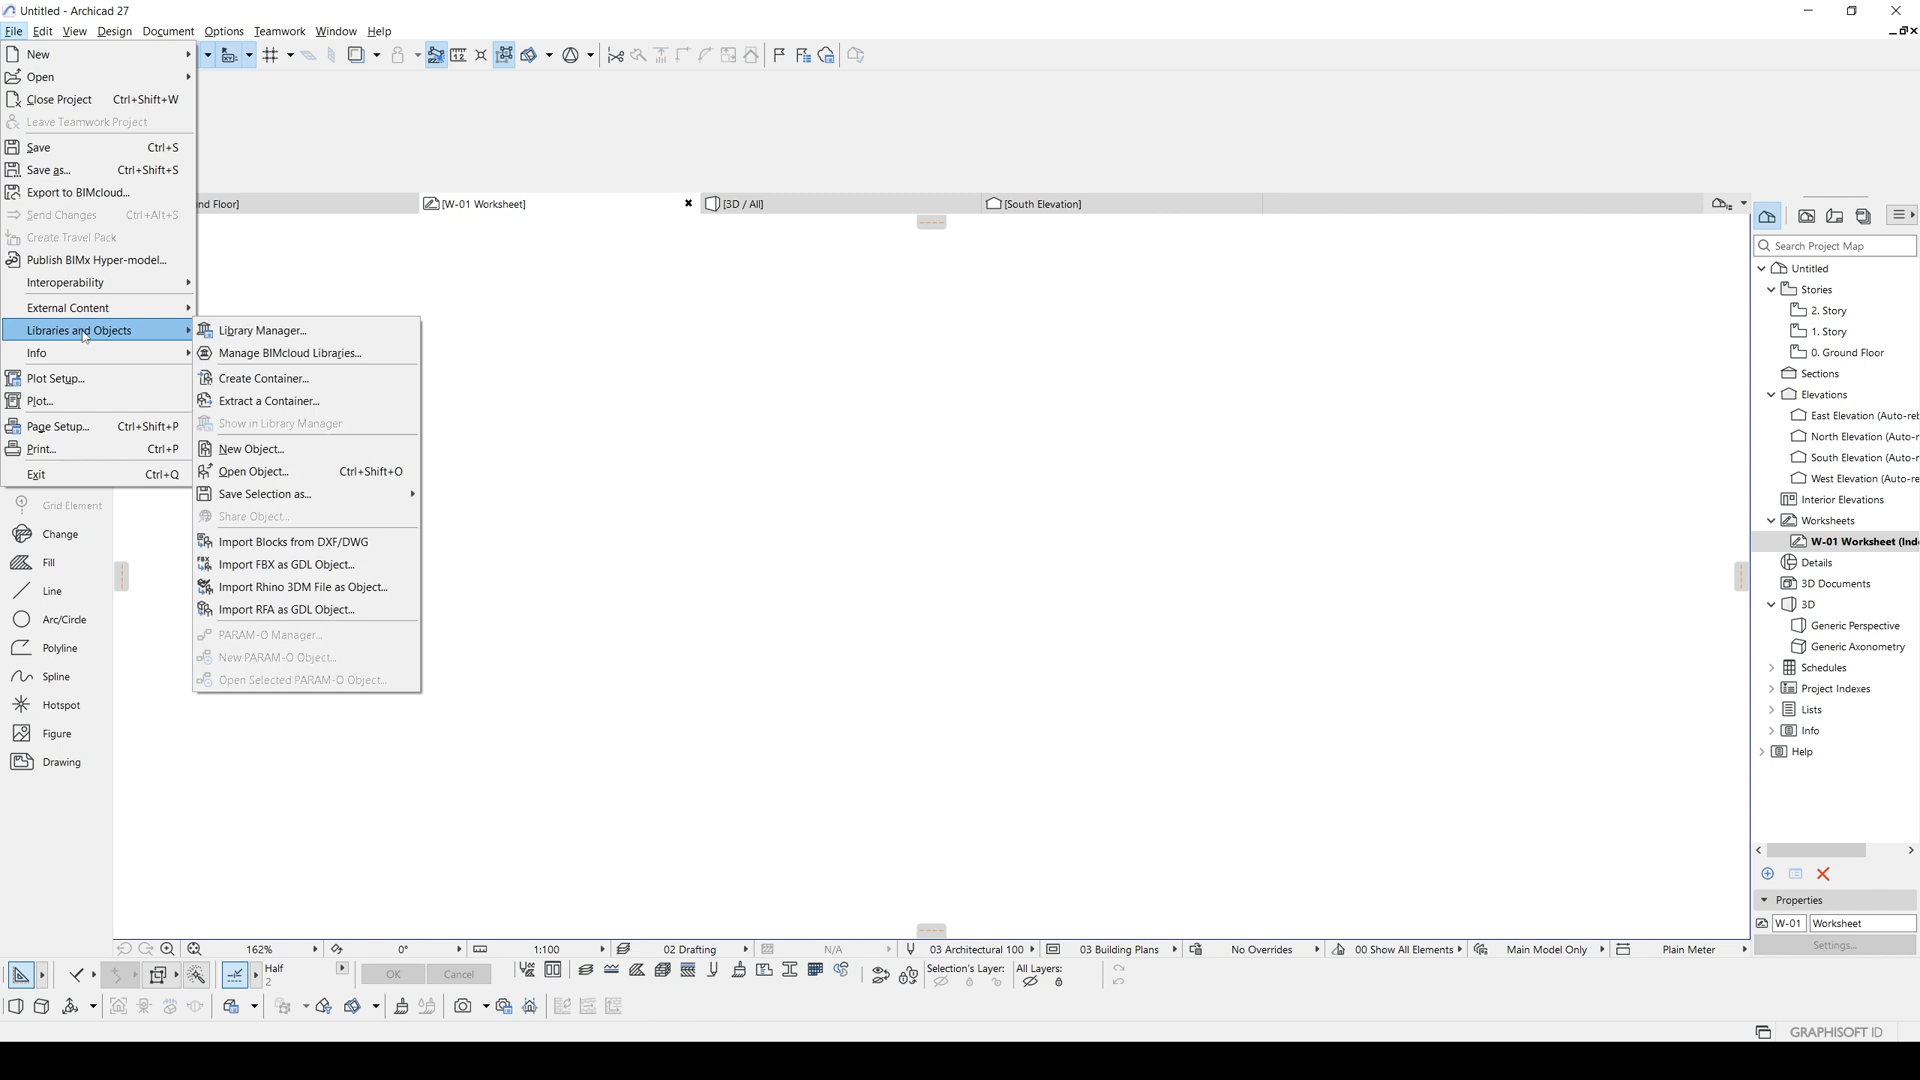 Untitled - Archicad 27
File Edit View Design Document Options Teamwork Window Help
New
Open
Close Project Ctrl+Shift+W
Leave Teamwork Project
Save Ctrl+S
Save as... Ctrl+Shift+S
Export to BIMcloud...
Send Changes Ctrl+Alt+S
Create Travel Pack
Publish BIMx Hyper-model...
Interoperability
External Content
Libraries and Objects
Info
Plot Setup...
Plot...
Page Setup... Ctrl+Shift+P
Print... Ctrl+P
Exit Ctrl+Q
Library Manager...
Manage BIMcloud Libraries...
Create Container...
Extract a Container...
Show in Library Manager
New Object...
Open Object... Ctrl+Shift+O
Save Selection as...
Share Object...
Import Blocks from DXF/DWG
Import FBX as GDL Object...
Import Rhino 3DM File as Object...
Import RFA as GDL Object...
PARAM-O Manager...
New PARAM-O Object...
Open Selected PARAM-O Object...
nd Floor] [W-01 Worksheet] [3D / All] [South Elevation]
Grid Element
Change
Fill
Line
Arc/Circle
Polyline
Spline
Hotspot
Figure
Drawing
Search Project Map
Untitled
Stories
2. Story
1. Story
0. Ground Floor
Sections
Elevations
East Elevation (Auto-reb
North Elevation (Auto-r
South Elevation (Auto-r
West Elevation (Auto-re
Interior Elevations
Worksheets
W-01 Worksheet (Ind
Details
3D Documents
3D
Generic Perspective
Generic Axonometry
Schedules
Project Indexes
Lists
Info
Help
Properties
W-01 Worksheet
Settings...
162% 0° 1:100 02 Drafting N/A 03 Architectural 100 03 Building Plans No Overrides 00 Show All Elements Main Model Only Plain Meter
Half
2
OK Cancel
Selection's Layer: All Layers:
GRAPHISOFT ID